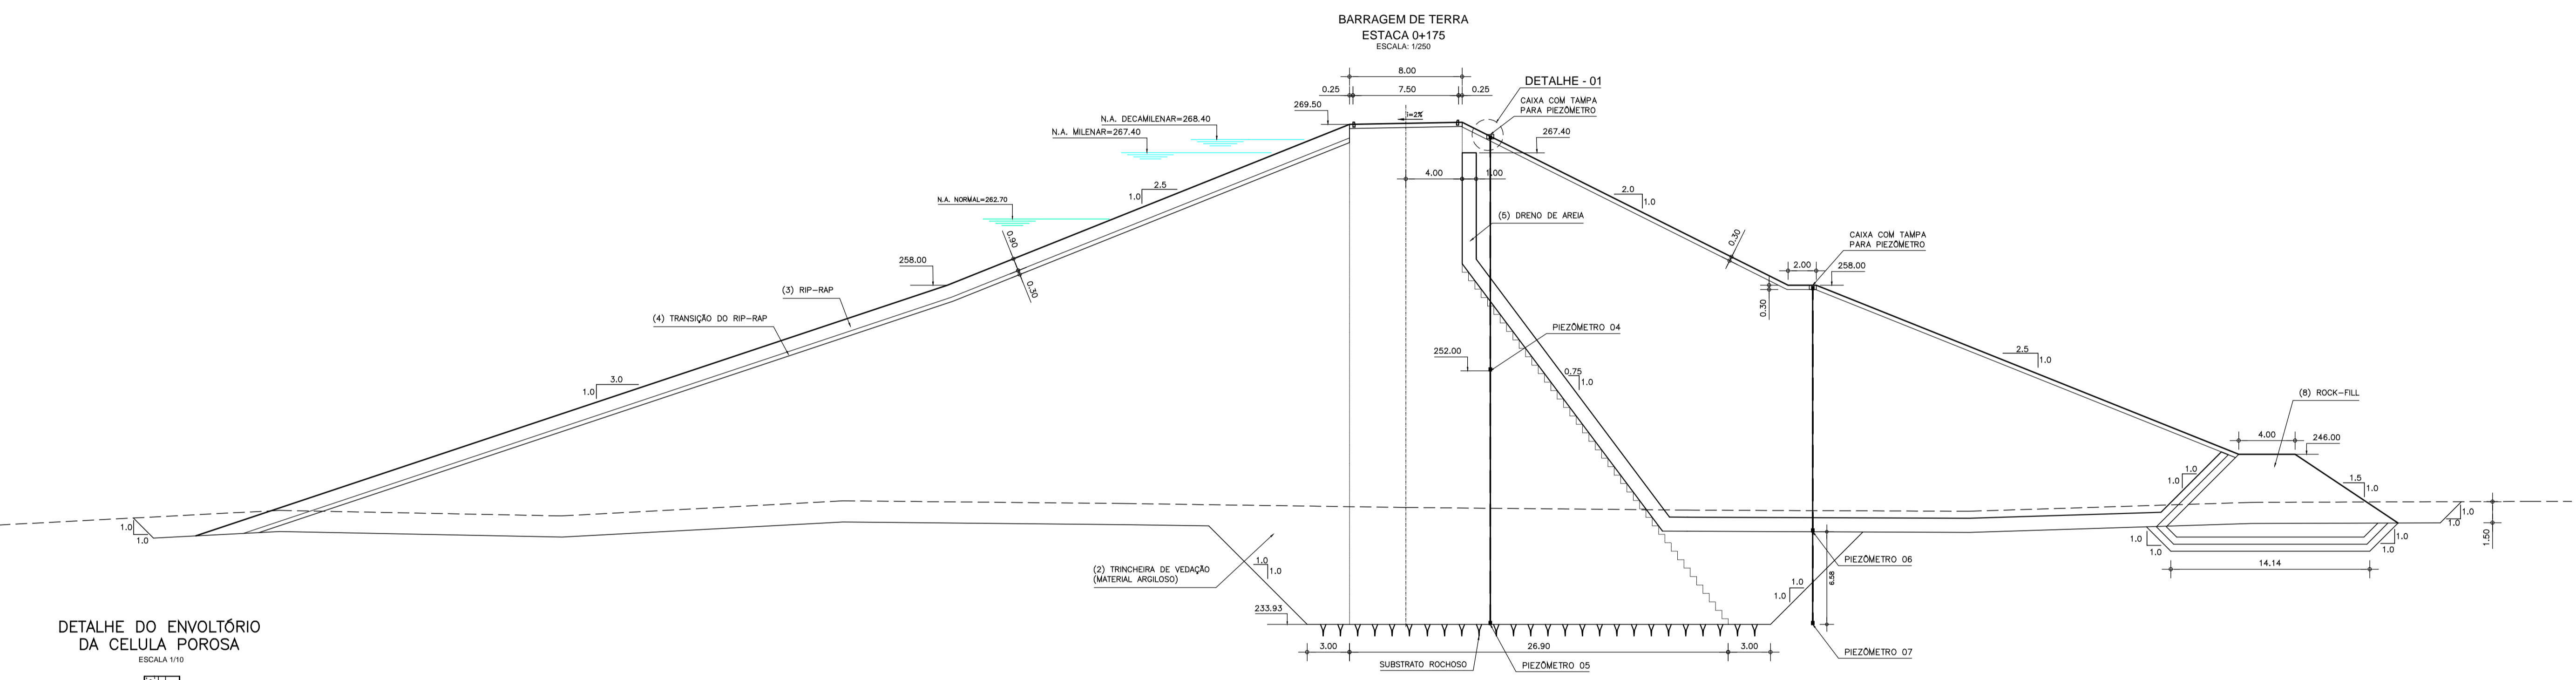 BARRAGEM DE TERRA
ESTACA 0+175
ESCALA: 1/250
8.00
0.25
7.50
0.25
DETALHE - 01
CAIXA COM TAMPA
PARA PIEZÔMETRO
269.50
i=2%
N.A. DECAMILENAR=268.40
N.A. MILENAR=267.40
267.40
4.00
1.00
2.5
1.0
2.0
1.0
N.A. NORMAL=262.70
(5) DRENO DE AREIA
0.90
0.30
0.30
CAIXA COM TAMPA
PARA PIEZÔMETRO
258.00
2.00
258.00
0.30
(3) RIP-RAP
(4) TRANSIÇÃO DO RIP-RAP
PIEZÔMETRO 04
252.00
2.5
1.0
0.75
1.0
3.0
1.0
(8) ROCK-FILL
4.00
246.00
1.0
1.0
1.5
1.0
1.0
1.0
1.0
1.0
1.50
1.0
1.0
1.0
1.0
PIEZÔMETRO 06
(2) TRINCHEIRA DE VEDAÇÃO
(MATERIAL ARGILOSO)
1.0
1.0
1.0
1.0
6.58
14.14
233.93
DETALHE DO ENVOLTÓRIO
DA CELULA POROSA
ESCALA 1/10
3.00
26.90
3.00
SUBSTRATO ROCHOSO
PIEZÔMETRO 05
PIEZÔMETRO 07